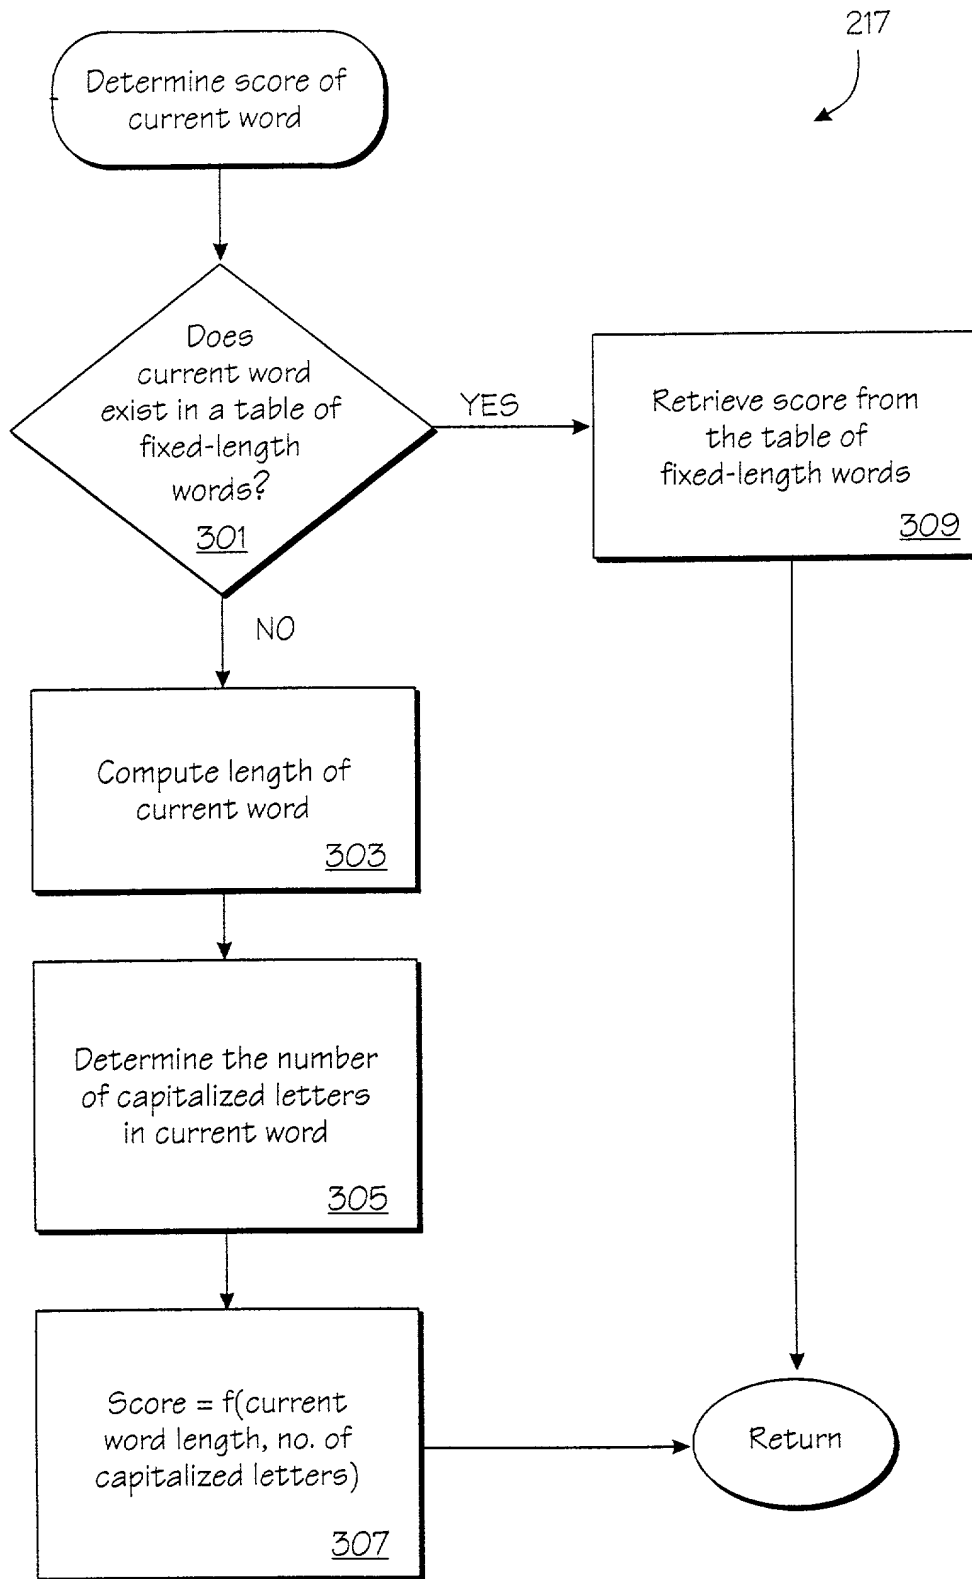 217
Determine score of
current word
Does
current word
exist in a table of
fixed-length
words?
301
YES
Retrieve score from
the table of
fixed-length words
309
NO
Compute length of
current word
303
Determine the number
of capitalized letters
in current word
305
Score = f(current
word length, no. of
capitalized letters)
307
Return